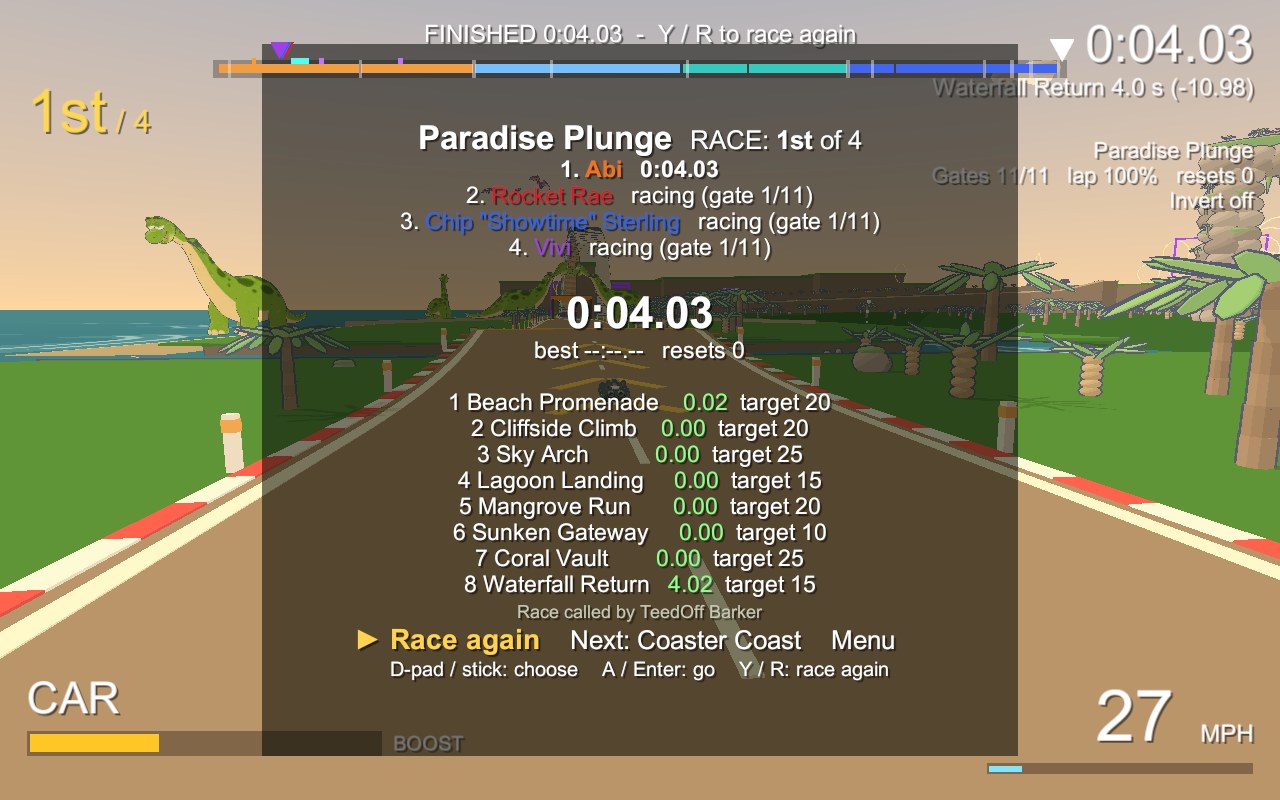 FINISHED 0:04.03 - Y / R to race again
0:04.03
Waterfall Return 4.0 s (-10.98)
1st / 4
Paradise Plunge RACE: 1st of 4
Paradise Plunge
1. Abi 0:04.03
Gates 11/11 lap 100% resets 0
2. Rocket Rae racing (gate 1/11)
Invert off
3. Chip "Showtime" Sterling racing (gate 1/11)
4. Vivi racing (gate 1/11)
0:04.03
best --:--.-- resets 0
1 Beach Promenade 0.02 target 20
2 Cliffside Climb 0.00 target 20
3 Sky Arch 0.00 target 25
4 Lagoon Landing 0.00 target 15
5 Mangrove Run 0.00 target 20
6 Sunken Gateway 0.00 target 10
7 Coral Vault 0.00 target 25
8 Waterfall Return 4.02 target 15
Race called by TeedOff Barker
► Race again Next: Coaster Coast Menu
D-pad / stick: choose A / Enter: go Y / R: race again
CAR
BOOST
27 MPH